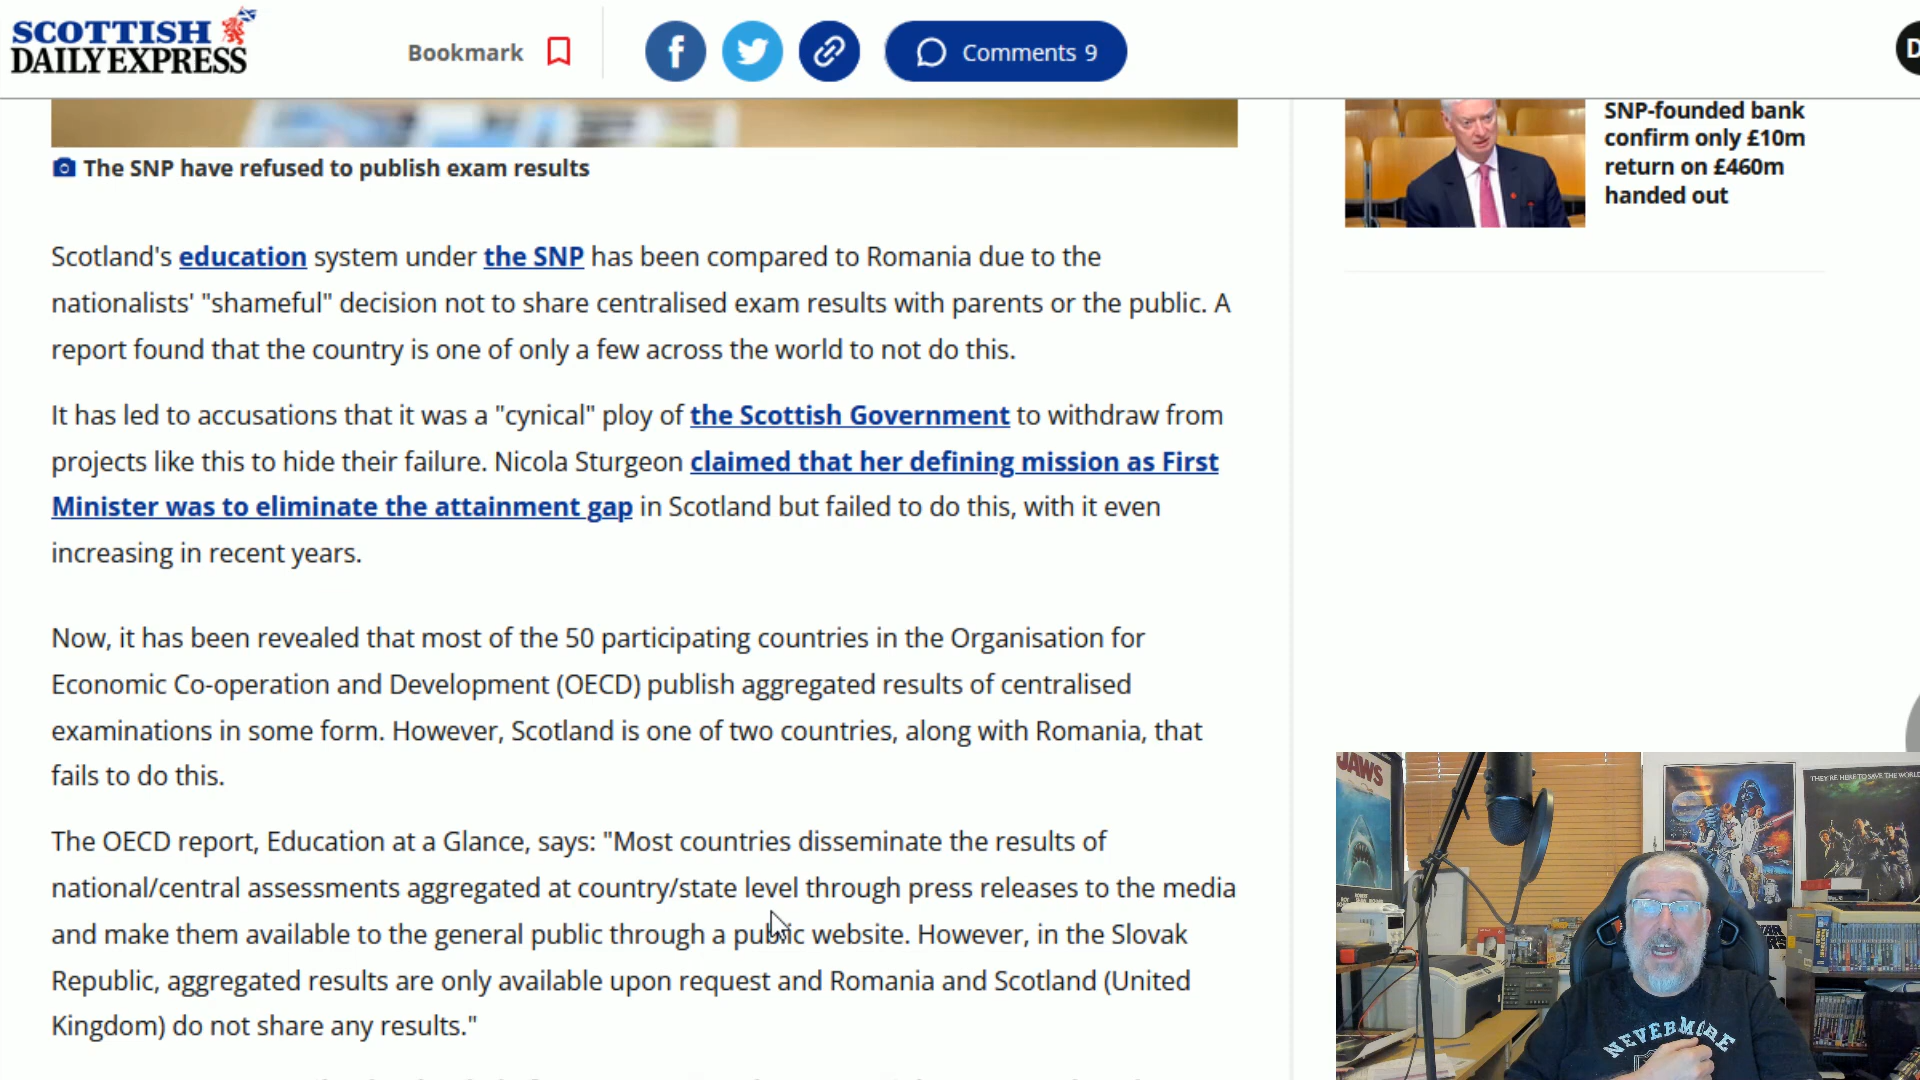 SCOTTISH
DAILY EXPRESS
Bookmark
Comments 9
SNP-founded bank
confirm only £10m
return on £460m
handed out
The SNP have refused to publish exam results
Scotland's education system under the SNP has been compared to Romania due to the
nationalists' "shameful" decision not to share centralised exam results with parents or the public. A
report found that the country is one of only a few across the world to not do this.
It has led to accusations that it was a "cynical" ploy of the Scottish Government to withdraw from
projects like this to hide their failure. Nicola Sturgeon claimed that her defining mission as First
Minister was to eliminate the attainment gap in Scotland but failed to do this, with it even
increasing in recent years.
Now, it has been revealed that most of the 50 participating countries in the Organisation for
Economic Co-operation and Development (OECD) publish aggregated results of centralised
examinations in some form. However, Scotland is one of two countries, along with Romania, that
fails to do this.
The OECD report, Education at a Glance, says: "Most countries disseminate the results of
national/central assessments aggregated at country/state level through press releases to the media
and make them available to the general public through a public website. However, in the Slovak
Republic, aggregated results are only available upon request and Romania and Scotland (United
Kingdom) do not share any results."
JAWS
THEY'RE HERE TO SAVE THE WORLD
NEVERMORE